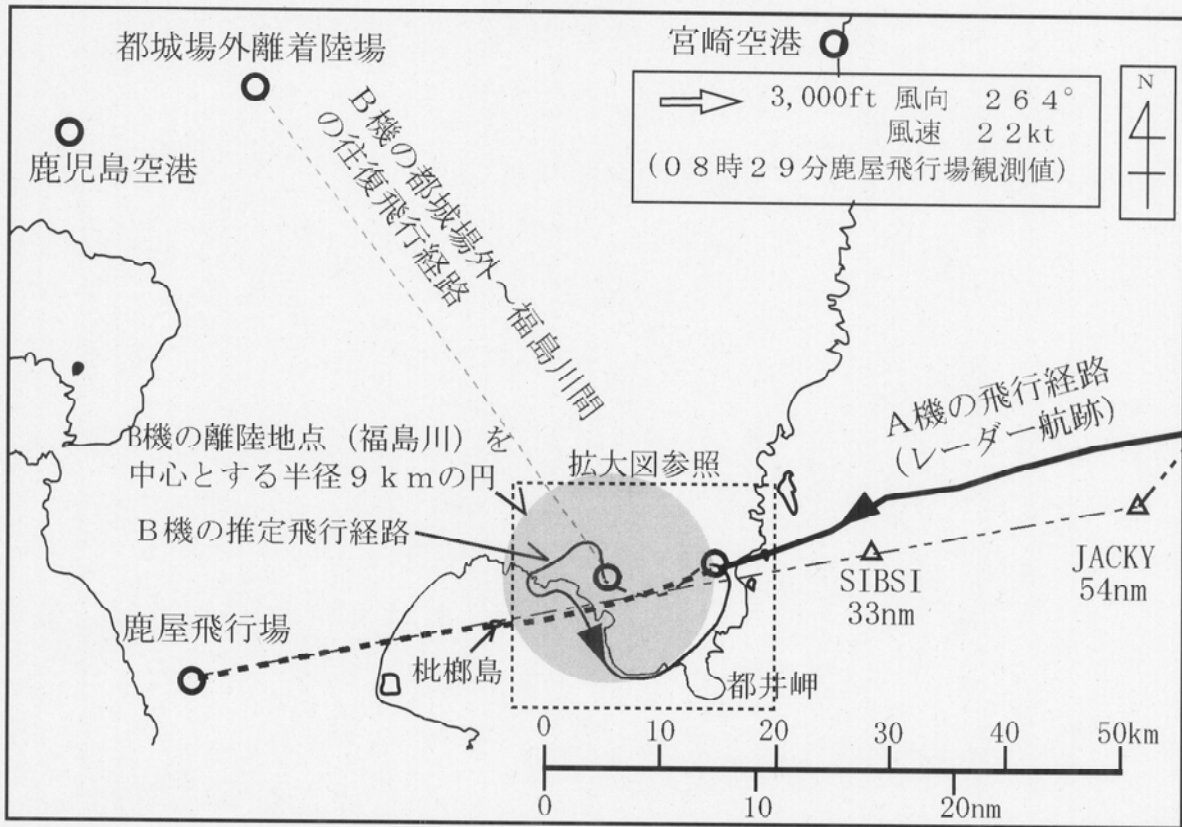 都城場外離着陸場
宮崎空港
鹿児島空港
3,000ft 風向 264°
風速 22kt
(08時29分鹿屋飛行場観測値)
N
B機の都城場外~福島川間
の往復飛行経路
A機の飛行経路
(レーダー航跡)
B機の離陸地点(福島川)を
中心とする半径9kmの円
拡大図参照
B機の推定飛行経路
SIBSI
33nm
JACKY
54nm
鹿屋飛行場
枇榔島
都井岬
0 10 20 30 40 50km
0 10 20nm